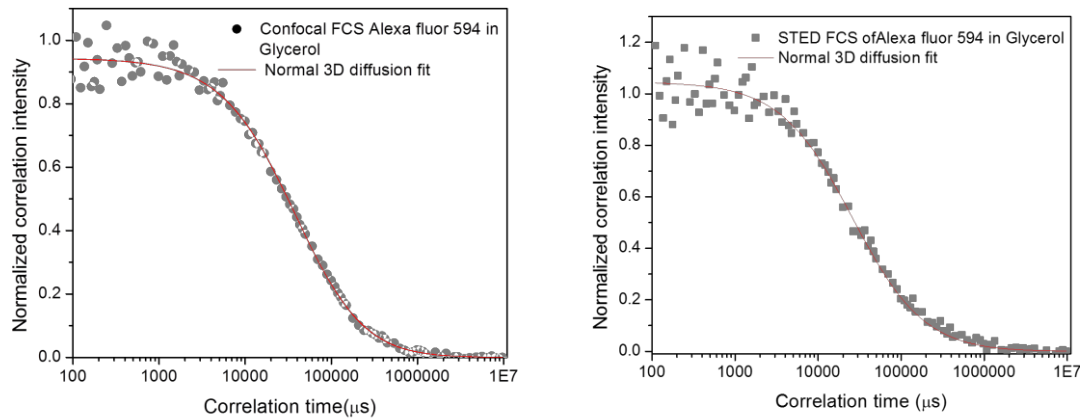 Confocal FCS Alexa fluor 594 in
Glycerol
Normal 3D diffusion fit
Normalized correlation intensity
1.0
0.8
0.6
0.4
0.2
0.0
100 1000 10000 100000 1000000 1E7
Correlation time(μs)
STED FCS ofAlexa fluor 594 in Glycerol
Normal 3D diffusion fit
Normalized correlation intensity
1.2
1.0
0.8
0.6
0.4
0.2
0.0
100 1000 10000 100000 1000000 1E7
Correlation time (μs)